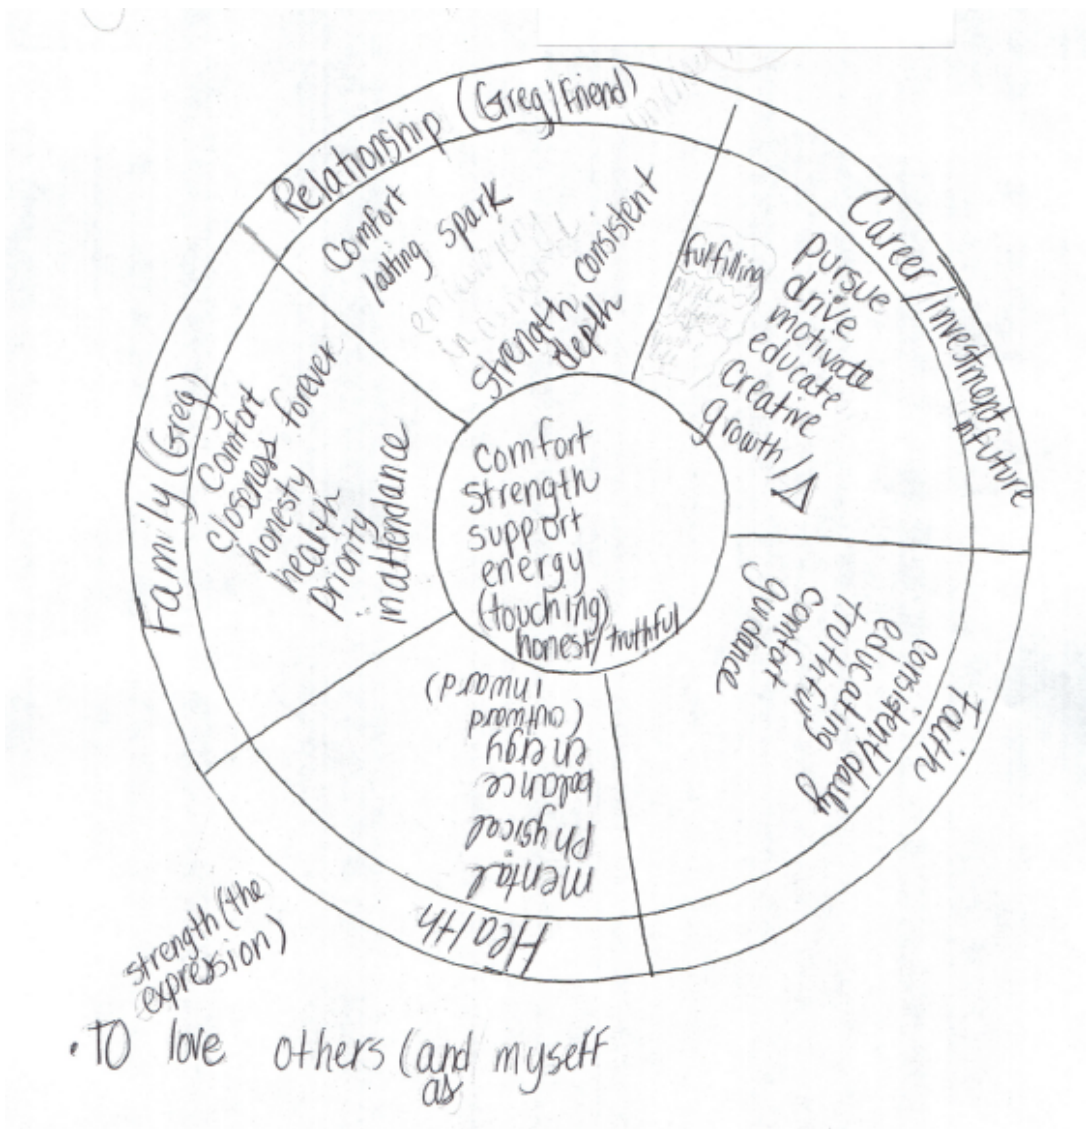 Relationship (Greg/Friend)
Comfort
lasting spark
consistent
strength
depth
Career/investment
n future
fulfilling
pursue
drive
motivate
educate
creative
growth/Δ
Family (Greg)
Comfort
closeness forever
honesty
health
priority
inattendance
Comfort
Strength
support
energy
(touching)
honest/truthful
Faith
consistent/daily
educating
truthful
comfort
guidance
Health
mental
physical
balance
energy
(outward
inward)
strength (the
expression)
• TO love others (and myself
as